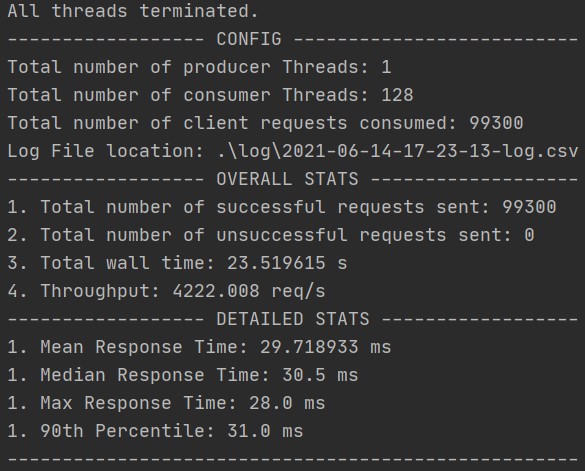 All threads terminated.
------------------ CONFIG --------------------------
Total number of producer Threads: 1
Total number of consumer Threads: 128
Total number of client requests consumed: 99300
Log File location: .\log\2021-06-14-17-23-13-log.csv
------------------ OVERALL STATS -------------------
1. Total number of successful requests sent: 99300
2. Total number of unsuccessful requests sent: 0
3. Total wall time: 23.519615 s
4. Throughput: 4222.008 req/s
------------------ DETAILED STATS ------------------
1. Mean Response Time: 29.718933 ms
1. Median Response Time: 30.5 ms
1. Max Response Time: 28.0 ms
1. 90th Percentile: 31.0 ms
----------------------------------------------------